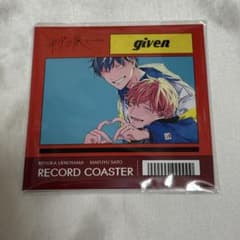 given
RITSUKA UENOYAMA MAFUYU SATO
RECORD COASTER